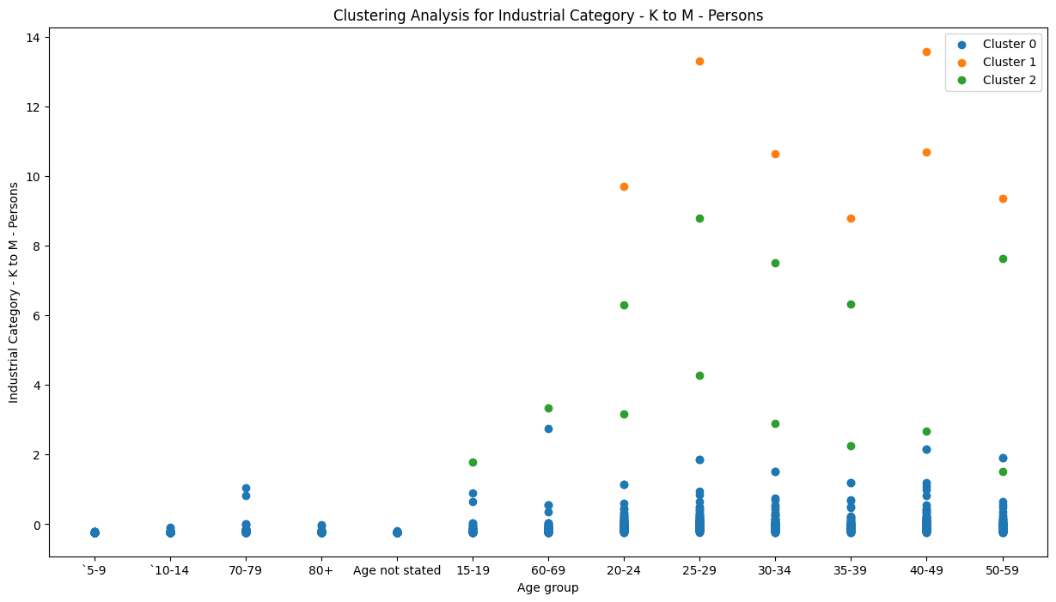 Clustering Analysis for Industrial Category - K to M - Persons
Cluster 0
Cluster 1
Cluster 2
Industrial Category - K to M - Persons
14
12
10
8
6
4
2
0
`5-9
`10-14
70-79
80+
Age not stated
15-19
60-69
20-24
25-29
30-34
35-39
40-49
50-59
Age group